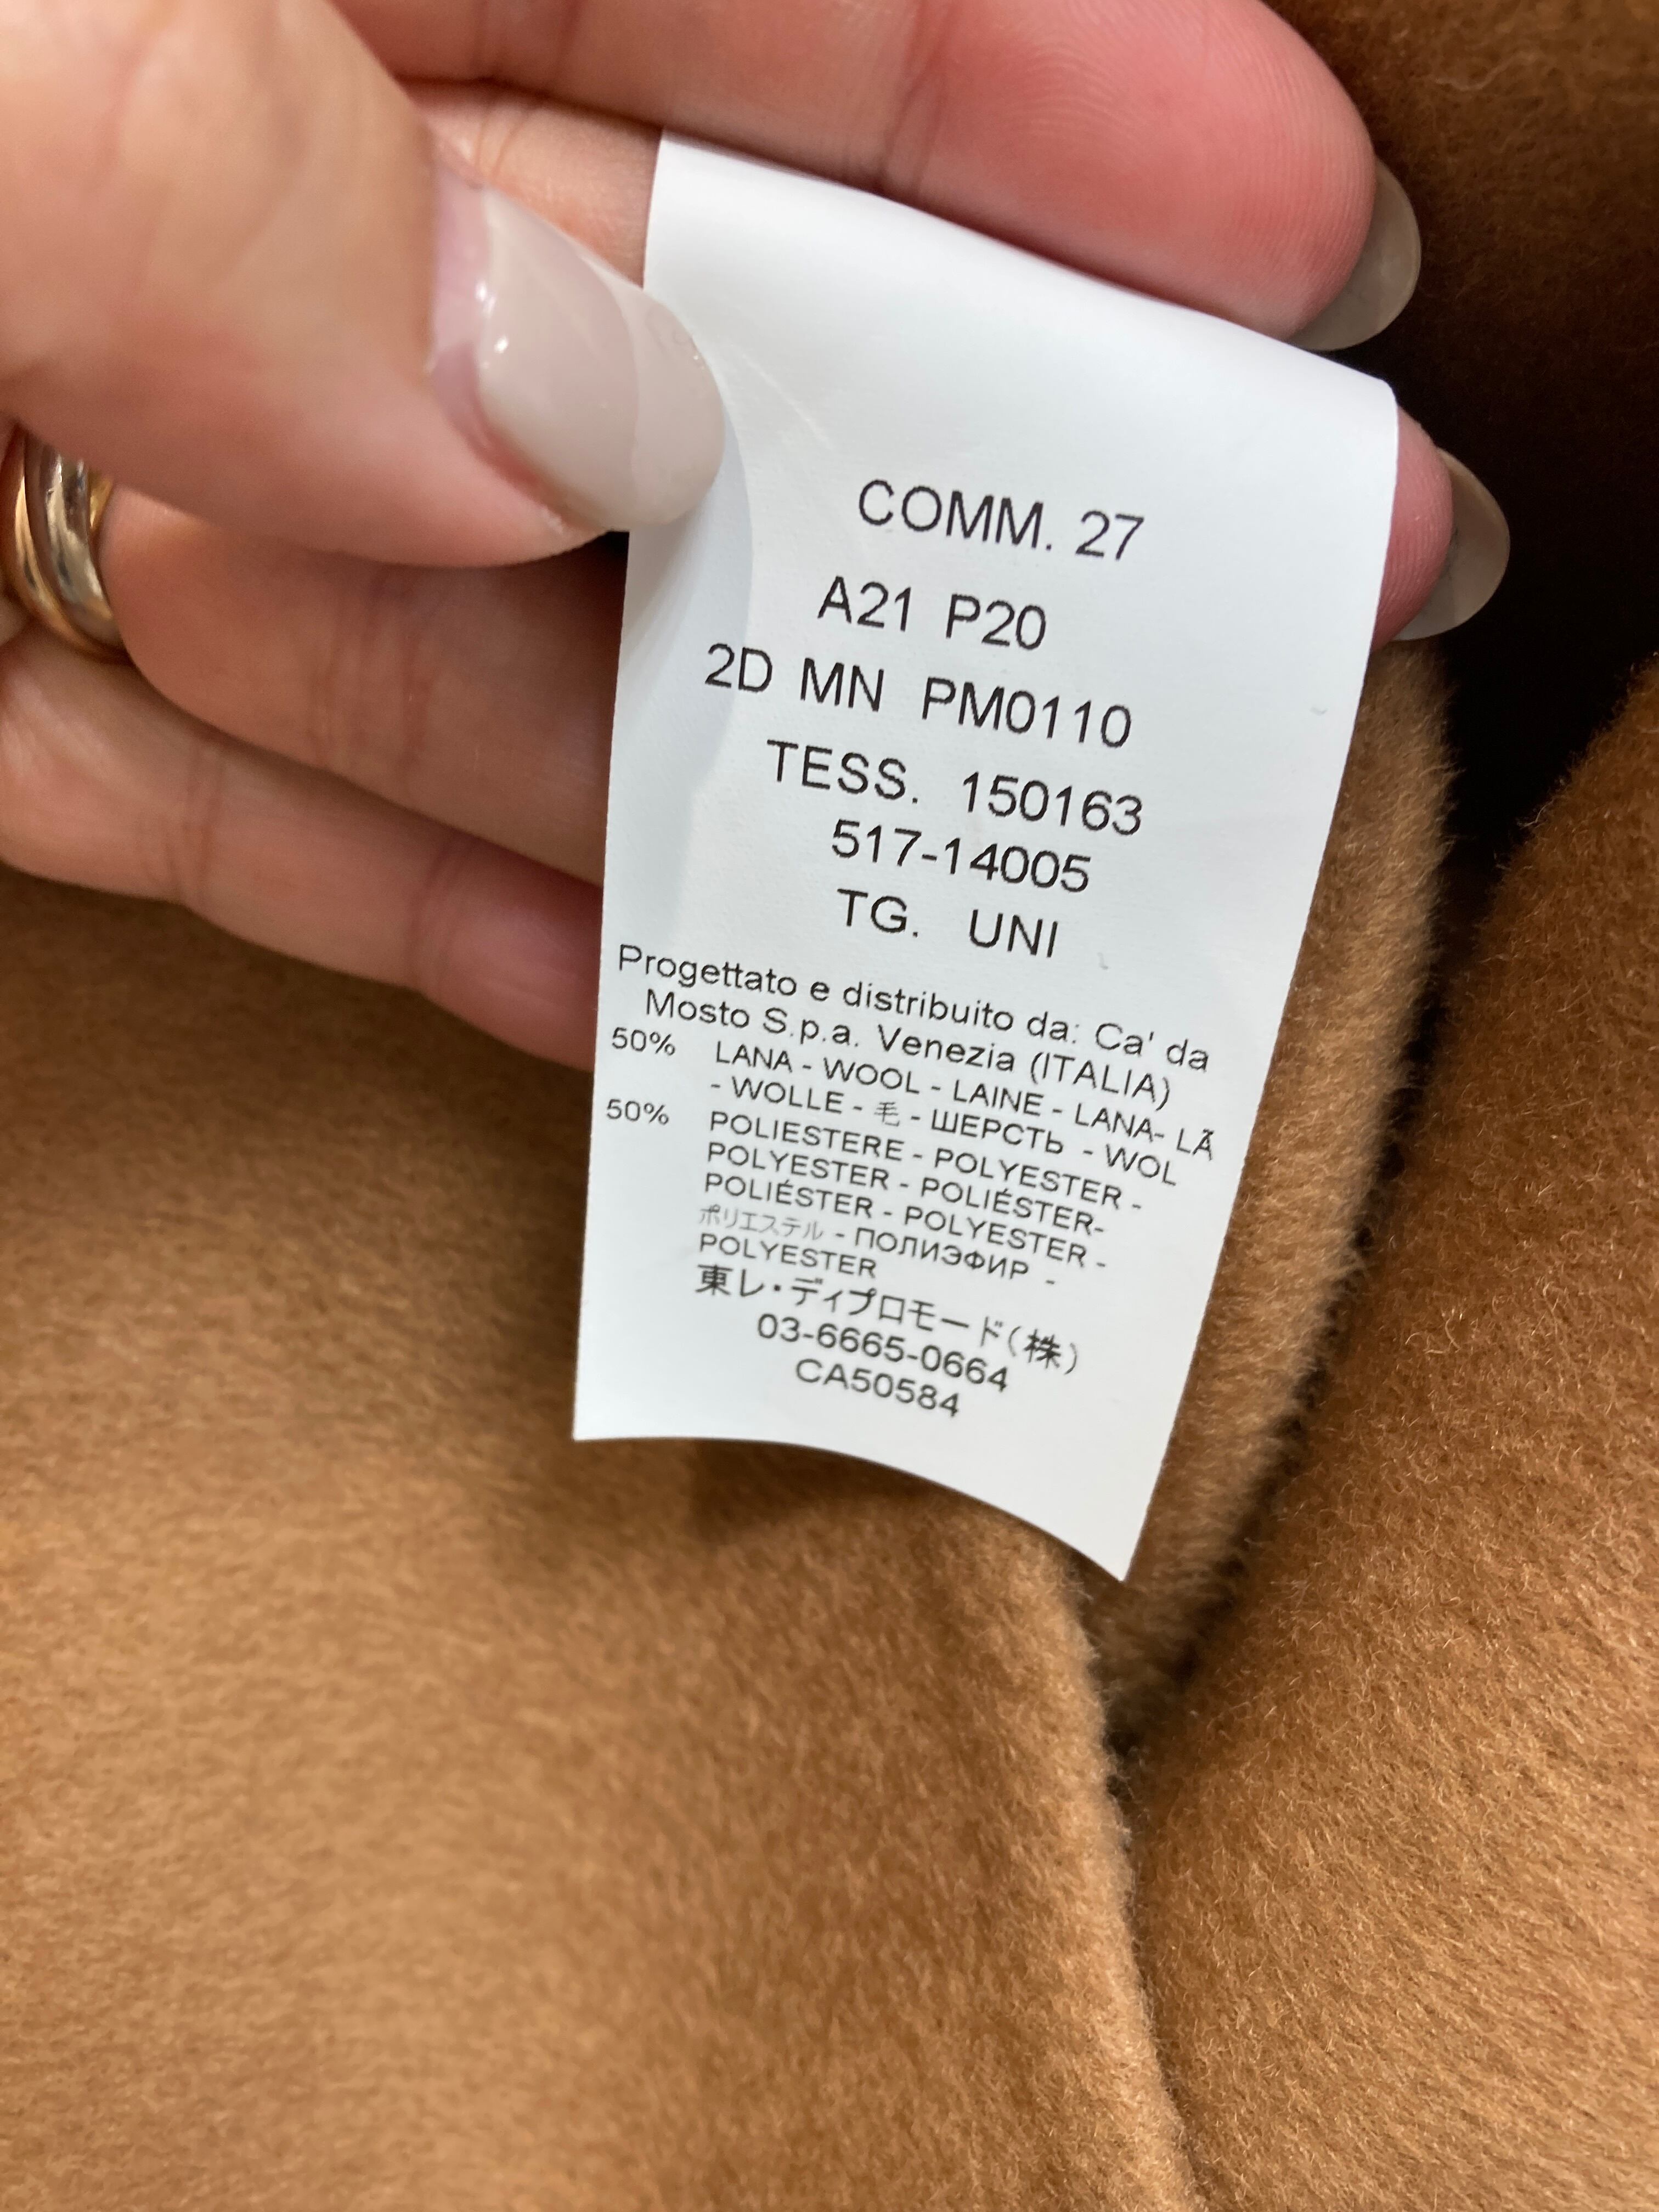 COMM. 27
A21 P20
2D MN PM0110
TESS. 150163
517-14005
TG. UNI
Progettato e distribuito da: Ca' da
Mosto S.p.a. Venezia (ITALIA)
50% LANA - WOOL - LAINE - LANA- LÃ
- WOLLE - 毛 - ШЕРСТЬ - WOL
50% POLIESTERE - POLYESTER -
POLYESTER - POLIÉSTER-
POLIÉSTER - POLYESTER -
ポリエステル - ПОЛИЭФИР -
POLYESTER
東レ・ディプロモード(株)
03-6665-0664
CA50584